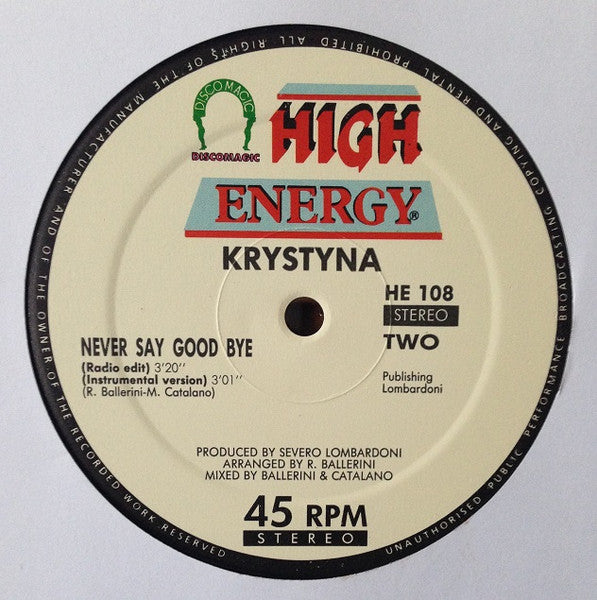 ALL RIGHTS OF THE MANUFACTURER AND OF THE OWNER OF THE RECORDED WORK RESERVED
COPYING AND RENTAL PROHIBITED
UNAUTHORISED PUBLIC PERFORMANCE BROADCASTING
DISCOMAGIC
DISCOMAGIC
HIGH
ENERGY®
KRYSTYNA
HE 108
STEREO
TWO
NEVER SAY GOOD BYE
(Radio edit) 3'20''
(Instrumental version) 3'01''
(R. Ballerini-M. Catalano)
Publishing
Lombardoni
PRODUCED BY SEVERO LOMBARDONI
ARRANGED BY R. BALLERINI
MIXED BY BALLERINI & CATALANO
45 RPM
STEREO